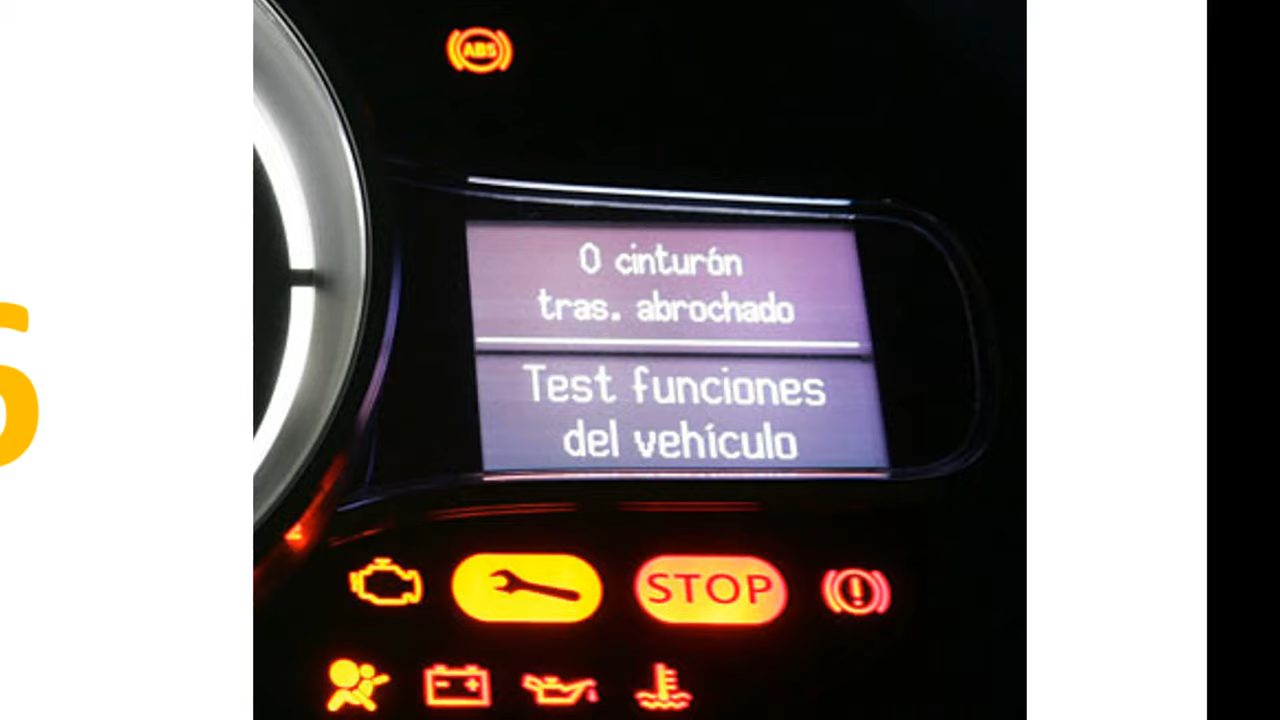 ABS
0 cinturón
tras. abrochado
Test funciones
del vehículo
STOP